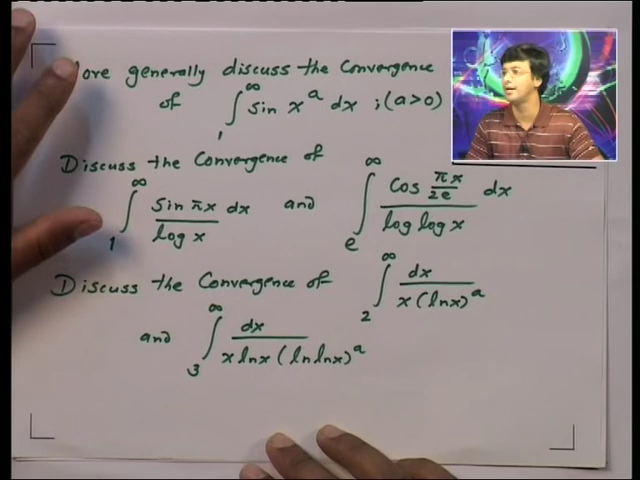 More generally discuss the Convergence
of ∫₁^∞ sin x^a dx ; (a>0)
Discuss the Convergence of
∫₁^∞ sin πx / log x dx and ∫ₑ^∞ cos (πx/2e) / log log x dx
Discuss the Convergence of ∫₂^∞ dx / x(ln x)^a
and ∫₃^∞ dx / x ln x (ln ln x)^a